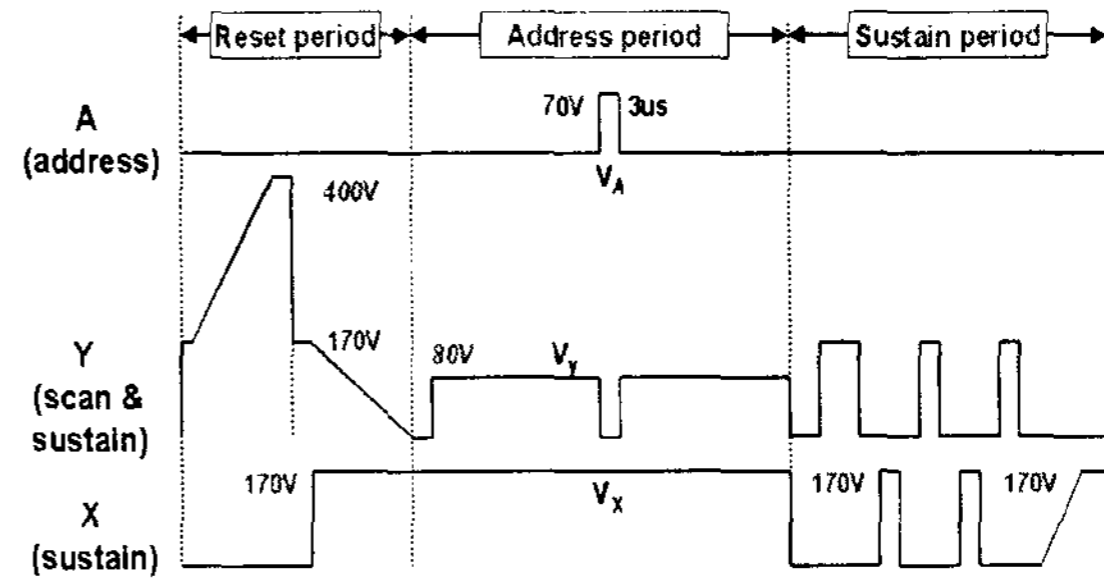 Reset period
Address period
Sustain period
A
(address)
70V
3us
V_A
400V
Y
(scan &
sustain)
170V
80V
V_y
X
(sustain)
170V
V_X
170V
170V